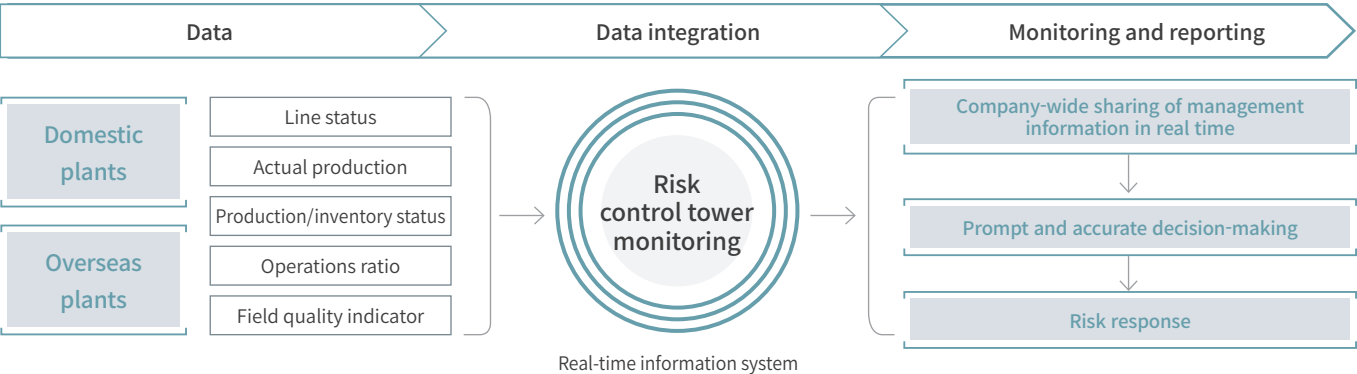 Data
Data integration
Monitoring and reporting
Domestic
plants
Overseas
plants
Line status
Actual production
Production/inventory status
Operations ratio
Field quality indicator
Risk
control tower
monitoring
Real-time information system
Company-wide sharing of management
information in real time
Prompt and accurate decision-making
Risk response